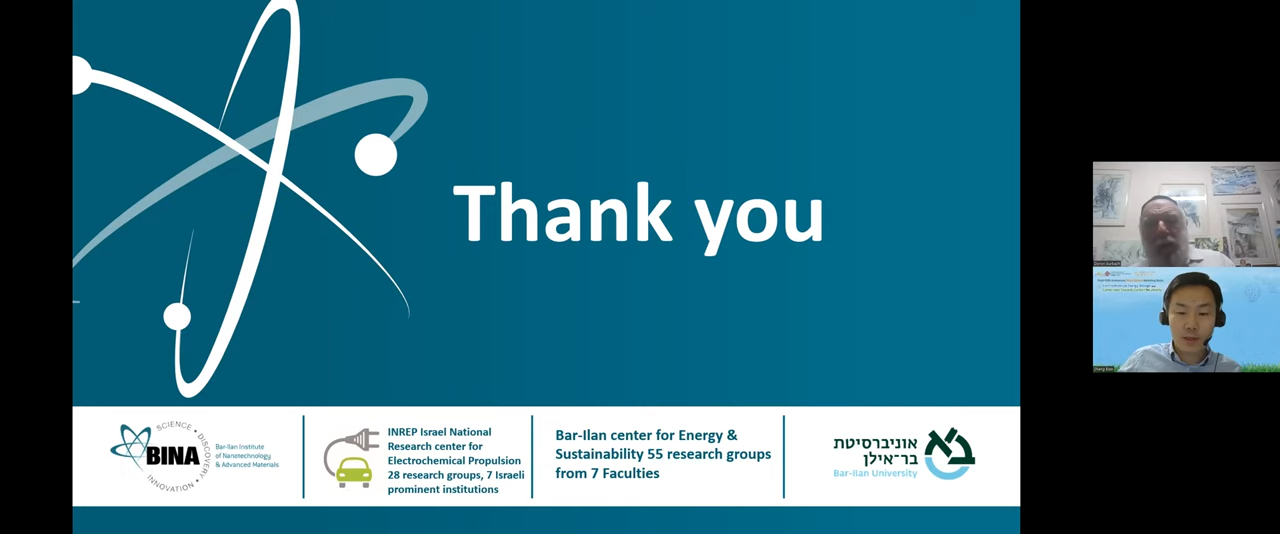 Thank you
SCIENCE • DISCOVERY • INNOVATION •
BINA
Bar-Ilan Institute
of Nanotechnology
& Advanced Materials
INREP Israel National
Research center for
Electrochemical Propulsion
28 research groups, 7 Israeli
prominent institutions
Bar-Ilan center for Energy &
Sustainability 55 research groups
from 7 Faculties
אוניברסיטת
בר־אילן
Bar-Ilan University